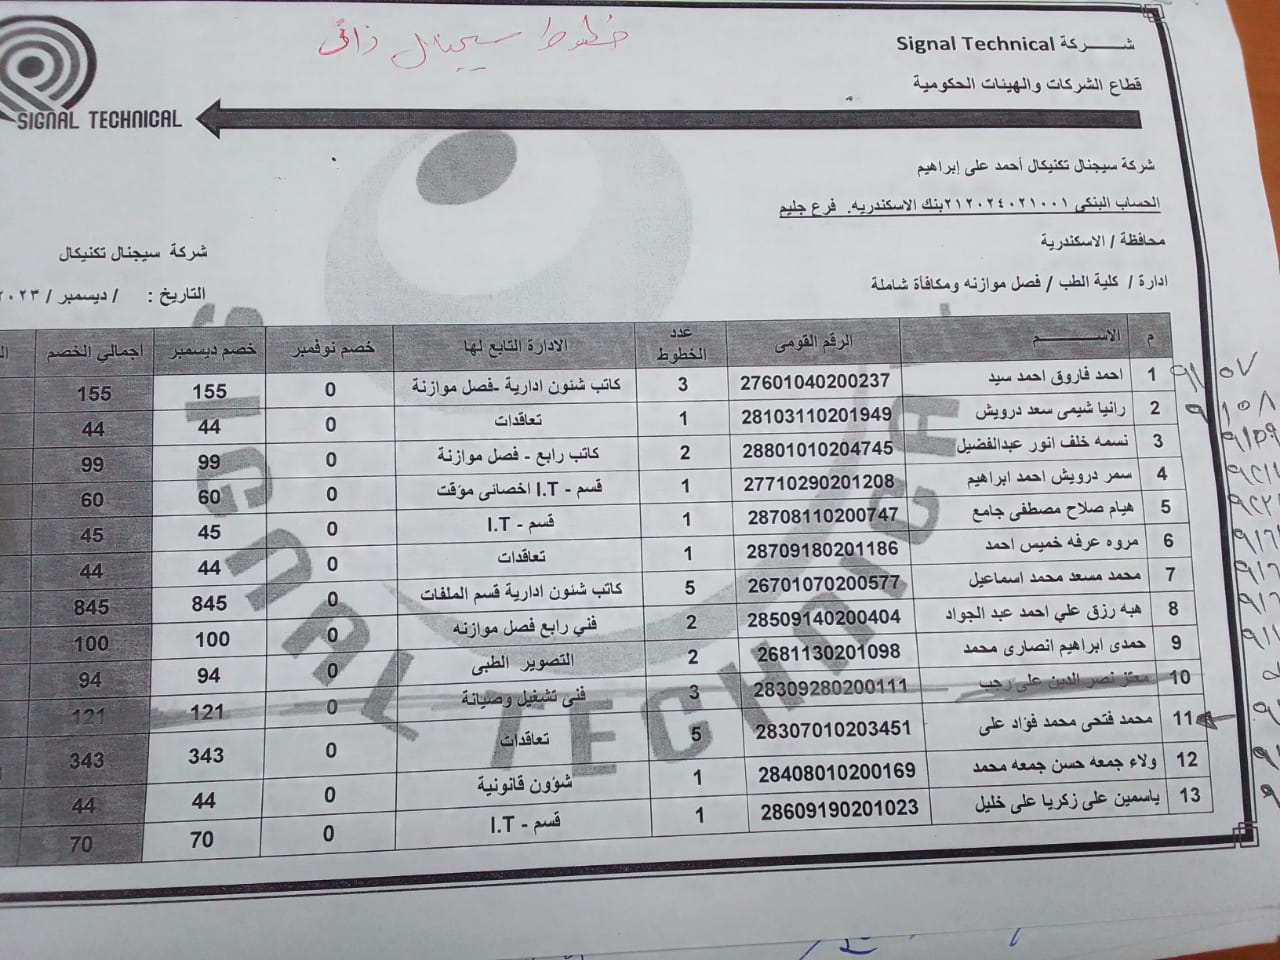 خطوط سيجنال ذاتى
شركة Signal Technical
قطاع الشركات والهيئات الحكومية
SIGNAL TECHNICAL
شركة سيجنال تكنيكال أحمد على إبراهيم
الحساب البنكى ٢١٢٠٢٤٠٢١٠٠١بنك الاسكندريه. فرع جليم
محافظة / الاسكندرية
شركة سيجنال تكنيكال
ادارة / كلية الطب / فصل موازنه ومكافأة شاملة
التاريخ : / ديسمبر / ٢٠٢٣
م الاسم الرقم القومى عدد الخطوط الادارة التابع لها خصم نوفمبر خصم ديسمبر اجمالي الخصم
1 احمد فاروق احمد سيد 27601040200237 3 كاتب شئون ادارية -فصل موازنة 0 155 155
2 رانيا شيمى سعد درويش 28103110201949 1 تعاقدات 0 44 44
3 نسمه خلف انور عبدالفضيل 28801010204745 2 كاتب رابع - فصل موازنة 0 99 99
4 سمر درويش احمد ابراهيم 27710290201208 1 قسم - I.T اخصائى مؤقت 0 60 60
5 هيام صلاح مصطفى جامع 28708110200747 1 قسم - I.T 0 45 45
6 مروه عرفه خميس احمد 28709180201186 1 تعاقدات 0 44 44
7 محمد مسعد محمد اسماعيل 26701070200577 5 كاتب شئون ادارية قسم الملفات 0 845 845
8 هبه رزق علي احمد عبد الجواد 28509140200404 2 فني رابع فصل موازنه 0 100 100
9 حمدى ابراهيم انصارى محمد 2681130201098 2 التصوير الطبى 0 94 94
10 معتز نصر الدين على رجب 28309280200111 3 فنى تشغيل وصيانة 0 121 121
11 محمد فتحى محمد فؤاد على 28307010203451 5 تعاقدات 0 343 343
12 ولاء جمعه حسن جمعه محمد 28408010200169 1 شؤون قانونية 0 44 44
13 ياسمين على زكريا على خليل 28609190201023 1 قسم - I.T 0 70 70
SIGNAL TECHNICAL